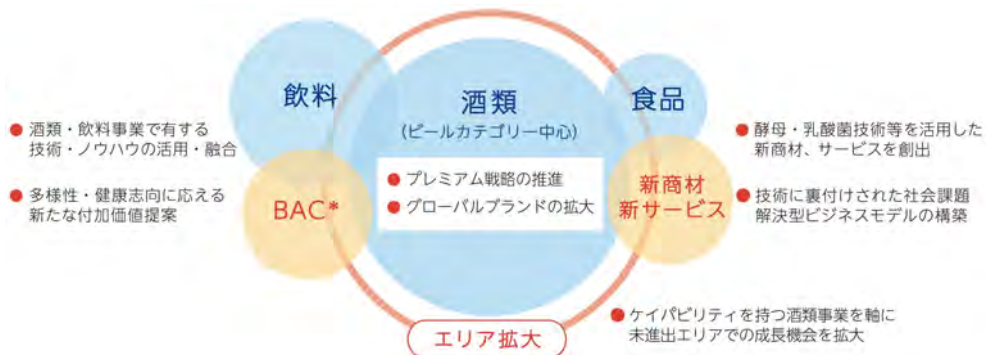 飲料
酒類
(ビールカテゴリー中心)
食品
● 酒類・飲料事業で有する
技術・ノウハウの活用・融合
● 多様性・健康志向に応える
新たな付加価値提案
BAC*
● プレミアム戦略の推進
● グローバルブランドの拡大
新商材
新サービス
● 酵母・乳酸菌技術等を活用した
新商材、サービスを創出
● 技術に裏付けされた社会課題
解決型ビジネスモデルの構築
エリア拡大
● ケイパビリティを持つ酒類事業を軸に
未進出エリアでの成長機会を拡大